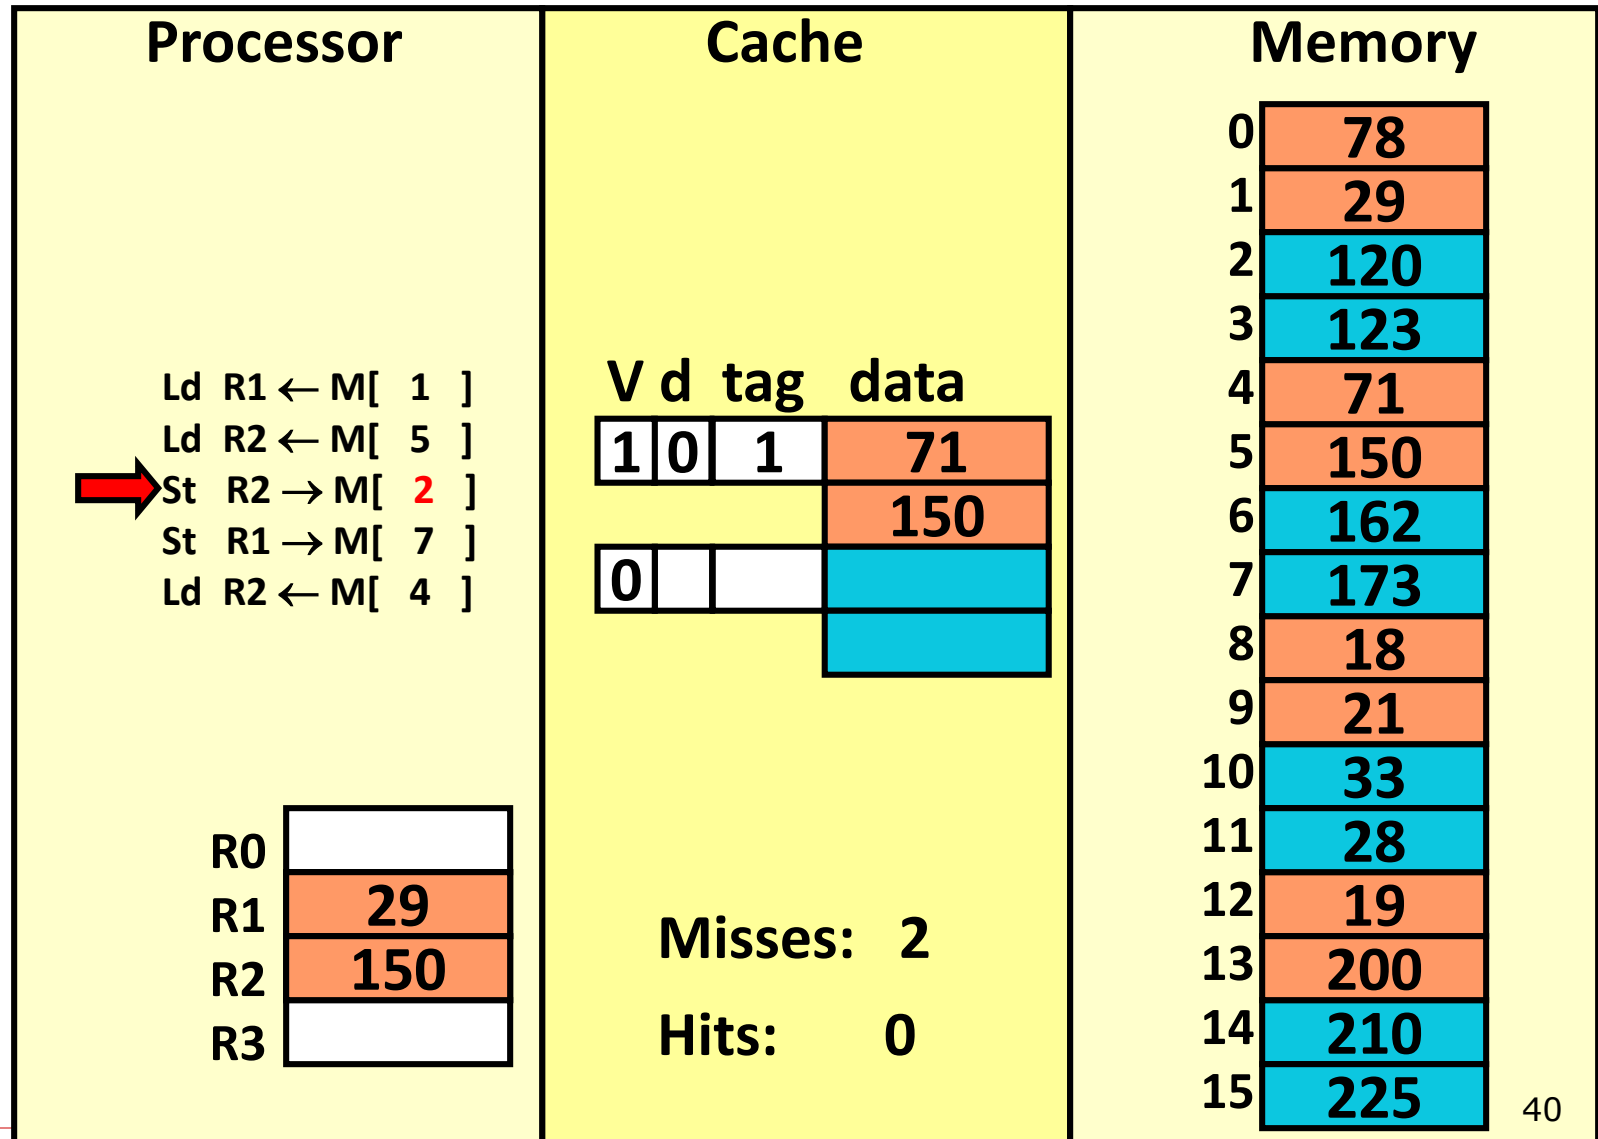 Processor
Ld R1 ← M[ 1 ]
Ld R2 ← M[ 5 ]
St R2 → M[ 2 ]
St R1 → M[ 7 ]
Ld R2 ← M[ 4 ]
R0
R1 29
R2 150
R3
Cache
V d tag data
1 0 1 71
150
0
Misses: 2
Hits: 0
Memory
0 78
1 29
2 120
3 123
4 71
5 150
6 162
7 173
8 18
9 21
10 33
11 28
12 19
13 200
14 210
15 225
40